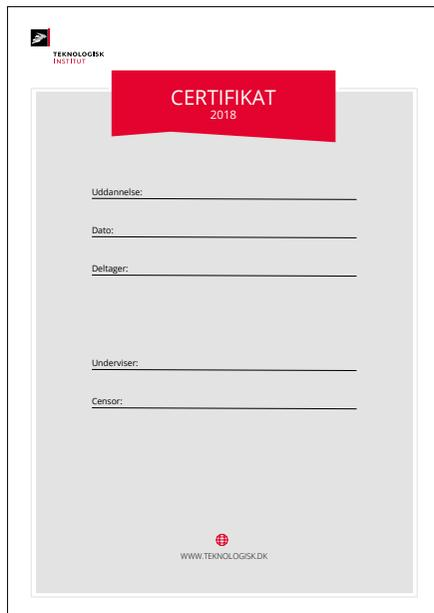 TEKNOLOGISK
INSTITUT
CERTIFIKAT
2018
Uddannelse:
Dato:
Deltager:
Underviser:
Censor:
WWW.TEKNOLOGISK.DK